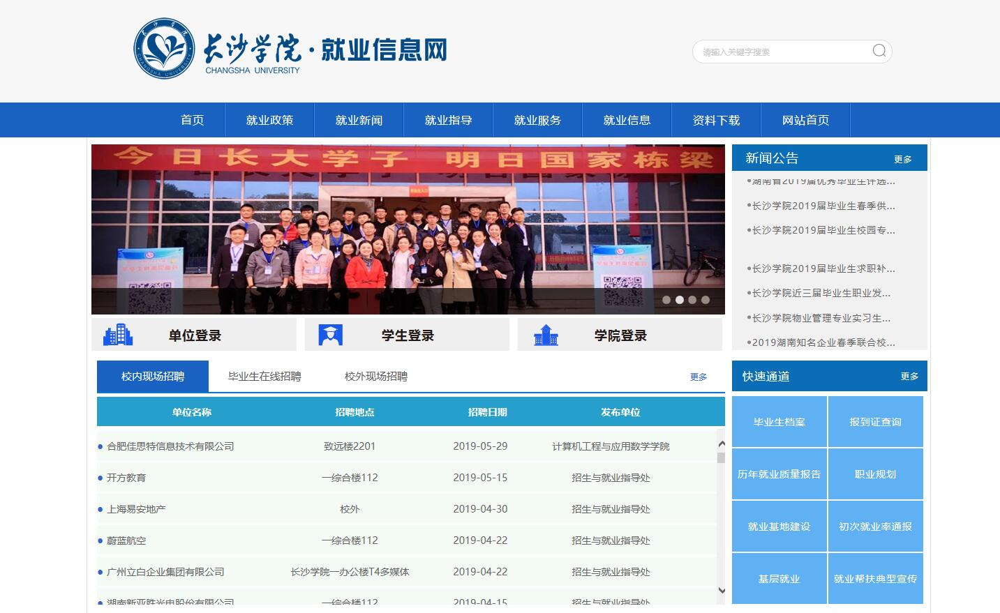 长沙学院·就业信息网
CHANGSHA UNIVERSITY
请输入关键字搜索
首页 就业政策 就业新闻 就业指导 就业服务 就业信息 资料下载 网站首页
今日长大学子 明日国家栋梁
新闻公告 更多
湖南省2019届优秀毕业生评选...
长沙学院2019届毕业生春季供...
长沙学院2019届毕业生校园专...
长沙学院2019届毕业生求职补...
长沙学院近三届毕业生职业发...
长沙学院物业管理专业实习生...
2019湖南知名企业春季联合校...
单位登录 学生登录 学院登录
校内现场招聘 毕业生在线招聘 校外现场招聘 更多
单位名称 招聘地点 招聘日期 发布单位
合肥佳思特信息技术有限公司 致远楼2201 2019-05-29 计算机工程与应用数学学院
开方教育 一综合楼112 2019-05-15 招生与就业指导处
上海易安地产 校外 2019-04-30 招生与就业指导处
蔚蓝航空 一综合楼112 2019-04-22 招生与就业指导处
广州立白企业集团有限公司 长沙学院一办公楼T4多媒体 2019-04-22 招生与就业指导处
湖南新亚胜光电股份有限公司 一综合楼112 2019-04-15 招生与就业指导处
快速通道 更多
毕业生档案 报到证查询
历年就业质量报告 职业规划
就业基地建设 初次就业率通报
基层就业 就业帮扶典型宣传